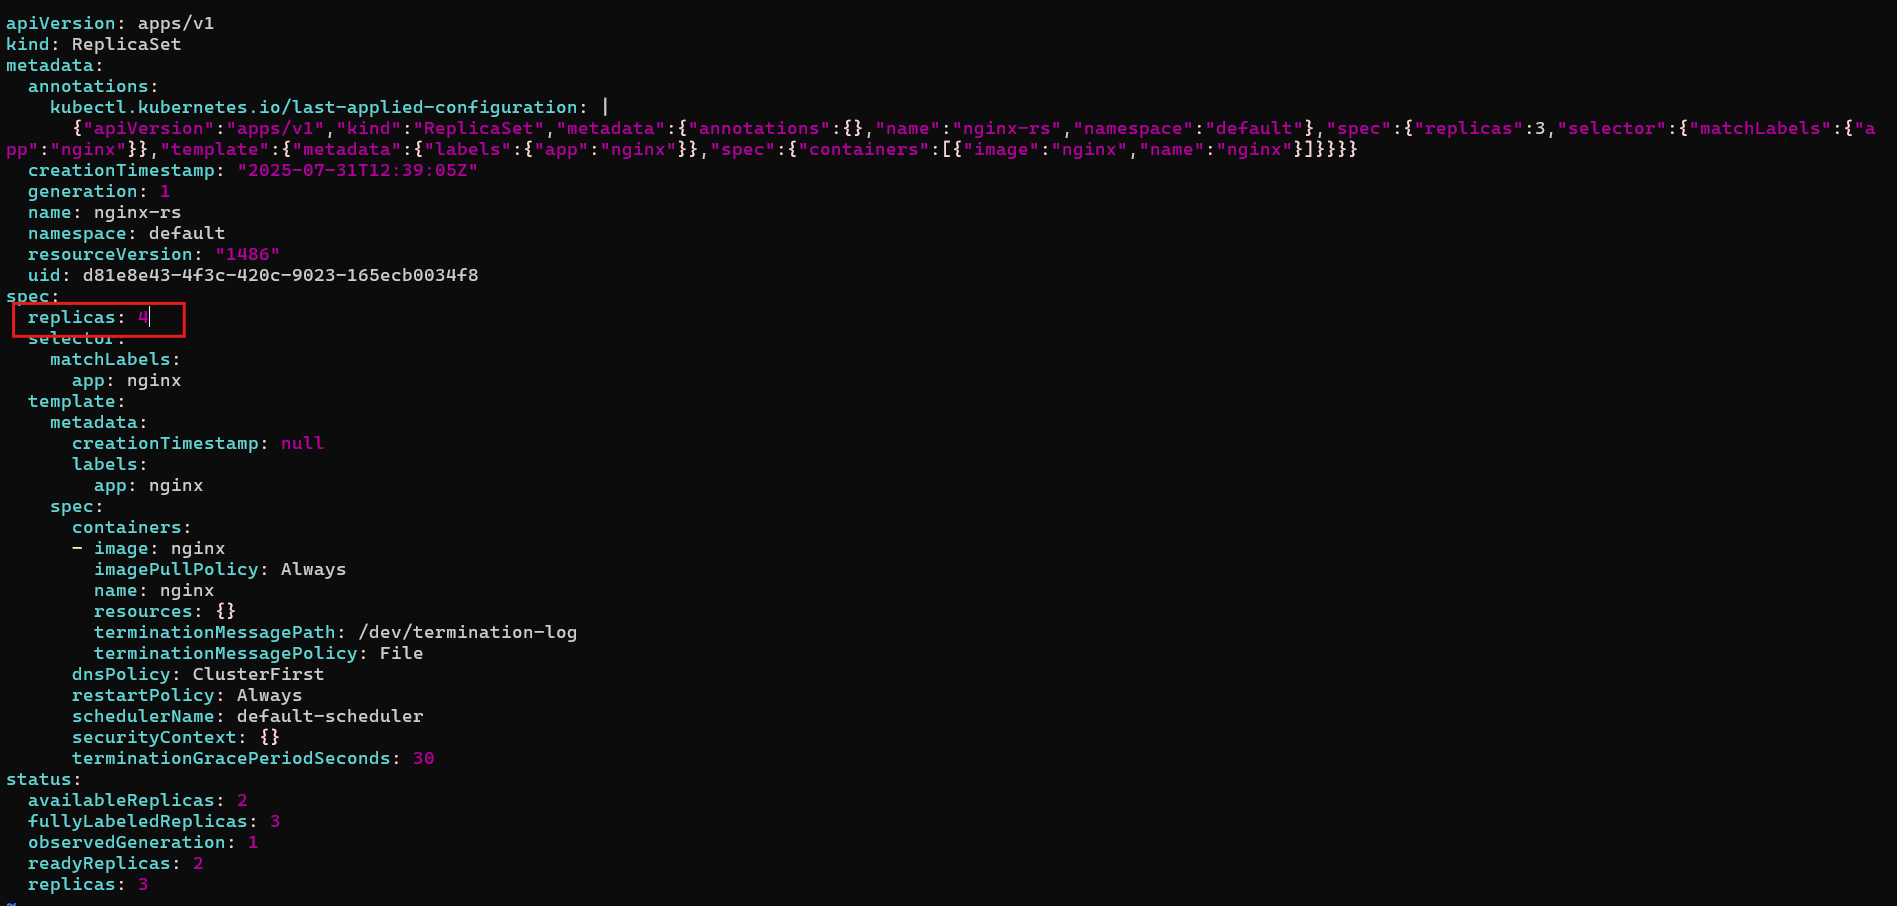 apiVersion: apps/v1
kind: ReplicaSet
metadata:
  annotations:
    kubectl.kubernetes.io/last-applied-configuration: |
      {"apiVersion":"apps/v1","kind":"ReplicaSet","metadata":{"annotations":{},"name":"nginx-rs","namespace":"default"},"spec":{"replicas":3,"selector":{"matchLabels":{"a
pp":"nginx"}},"template":{"metadata":{"labels":{"app":"nginx"}},"spec":{"containers":[{"image":"nginx","name":"nginx"}]}}}}
  creationTimestamp: "2025-07-31T12:39:05Z"
  generation: 1
  name: nginx-rs
  namespace: default
  resourceVersion: "1486"
  uid: d81e8e43-4f3c-420c-9023-165ecb0034f8
spec:
  replicas: 4
  selector:
    matchLabels:
      app: nginx
  template:
    metadata:
      creationTimestamp: null
      labels:
        app: nginx
    spec:
      containers:
      - image: nginx
        imagePullPolicy: Always
        name: nginx
        resources: {}
        terminationMessagePath: /dev/termination-log
        terminationMessagePolicy: File
      dnsPolicy: ClusterFirst
      restartPolicy: Always
      schedulerName: default-scheduler
      securityContext: {}
      terminationGracePeriodSeconds: 30
status:
  availableReplicas: 2
  fullyLabeledReplicas: 3
  observedGeneration: 1
  readyReplicas: 2
  replicas: 3
~